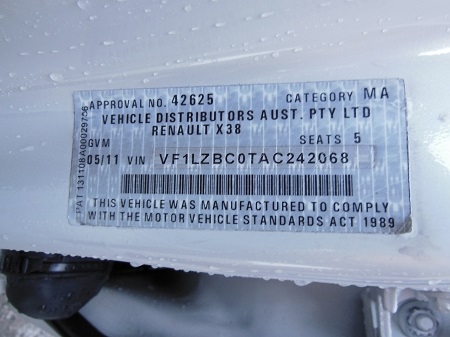 APPROVAL NO. 42625 CATEGORY MA
VEHICLE DISTRIBUTORS AUST. PTY LTD
RENAULT X38
GVM SEATS 5
05/11 VIN VF1LZBC0TAC242068
THIS VEHICLE WAS MANUFACTURED TO COMPLY
WITH THE MOTOR VEHICLE STANDARDS ACT 1989